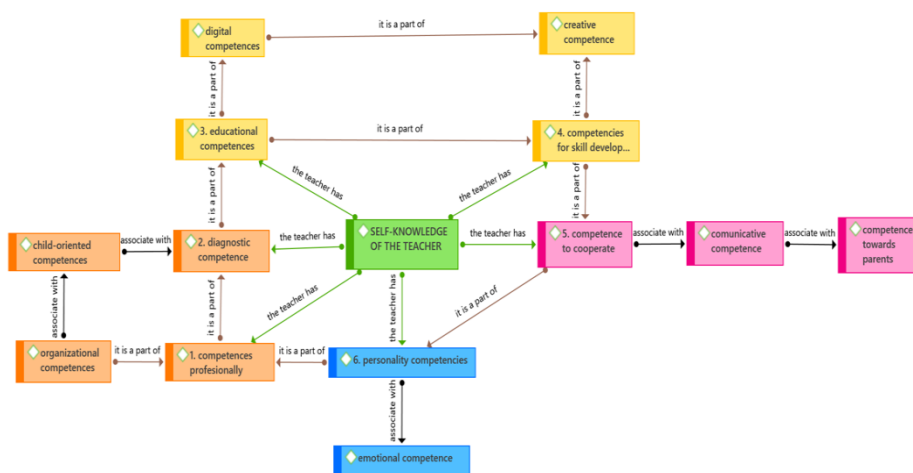 it is a part of
digital
competences
creative
competence
it is a part of
it is a part of
3. educational
competences
it is a part of
4. competencies
for skill develop...
the teacher has
the teacher has
it is a part of
it is a part of
child-oriented
competences
associate with
2. diagnostic
competence
the teacher has
SELF-KNOWLEDGE
OF THE TEACHER
the teacher has
5. competence
to cooperate
associate with
comunicative
competence
associate with
competence
towards
parents
associate with
it is a part of
the teacher has
the teacher has
it is a part of
organizational
competences
it is a part of
1. competences
profesionally
it is a part of
6. personality competencies
associate with
emotional competence